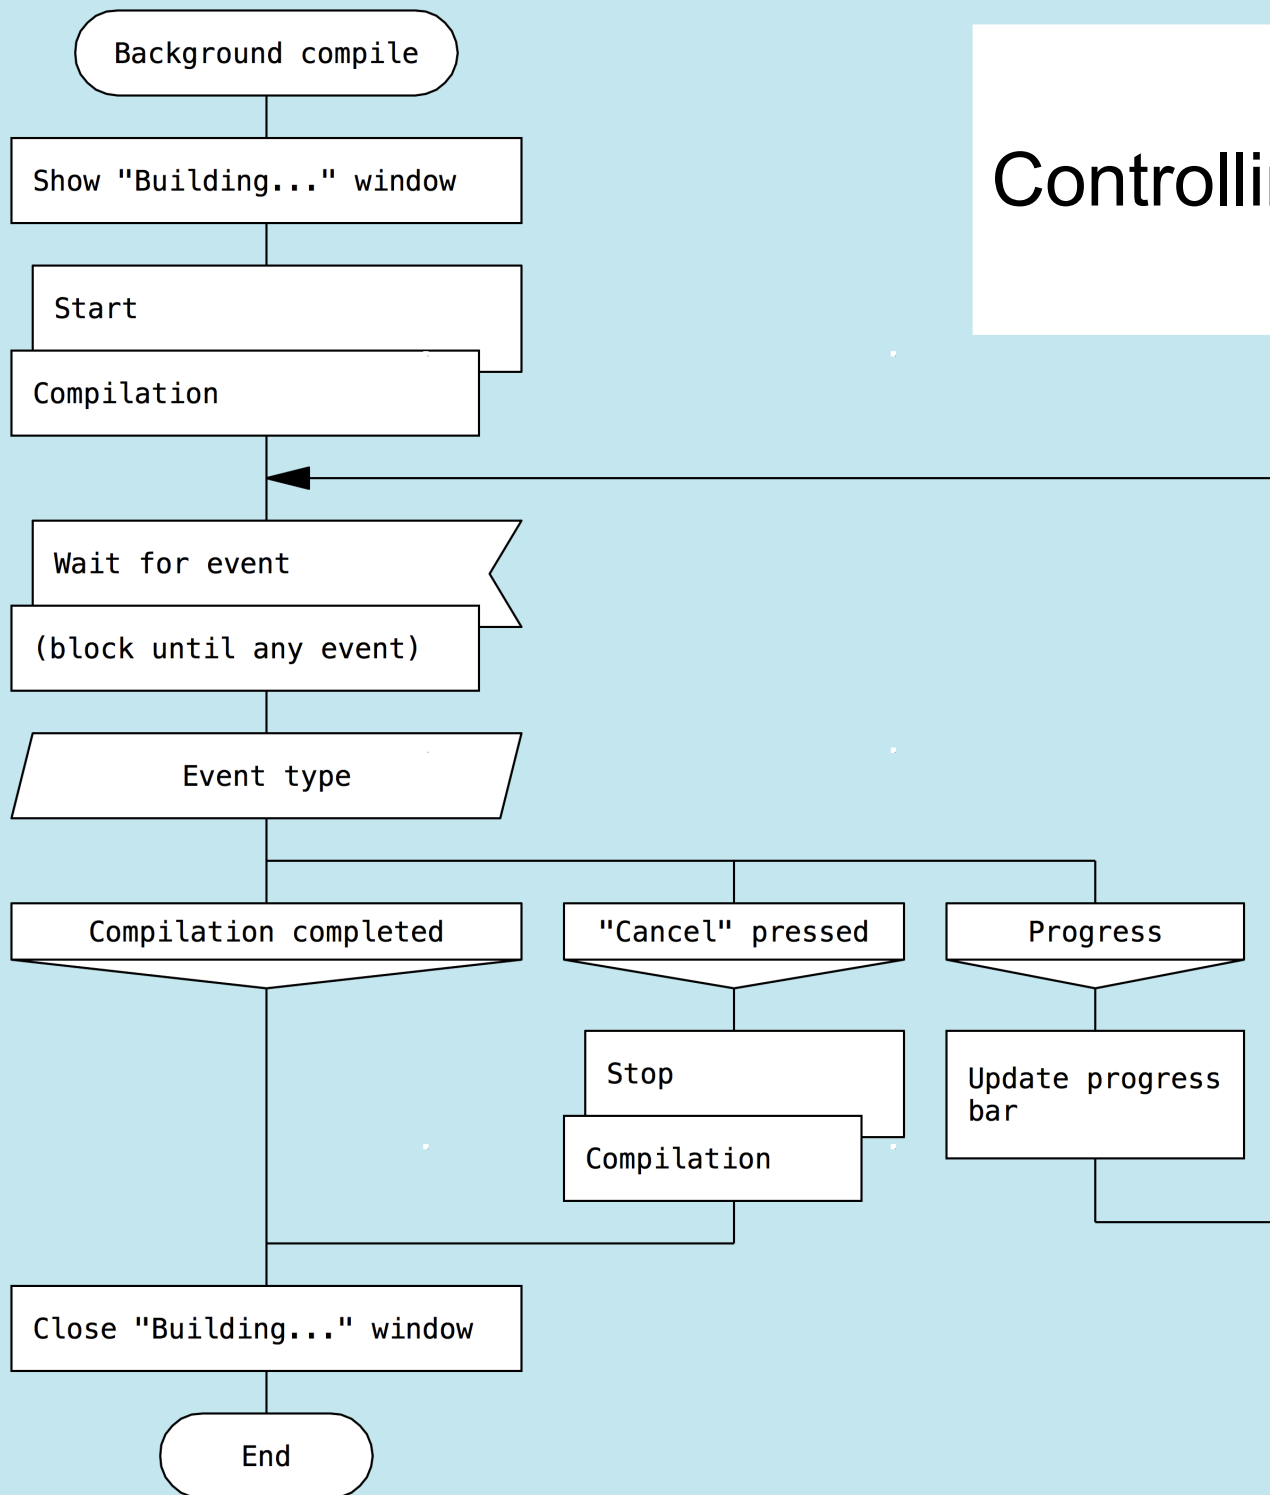 Background compile
Controlli
Show "Building..." window
Start
Compilation
Wait for event
(block until any event)
Event type
Compilation completed
"Cancel" pressed
Progress
Stop
Compilation
Update progress
bar
Close "Building..." window
End